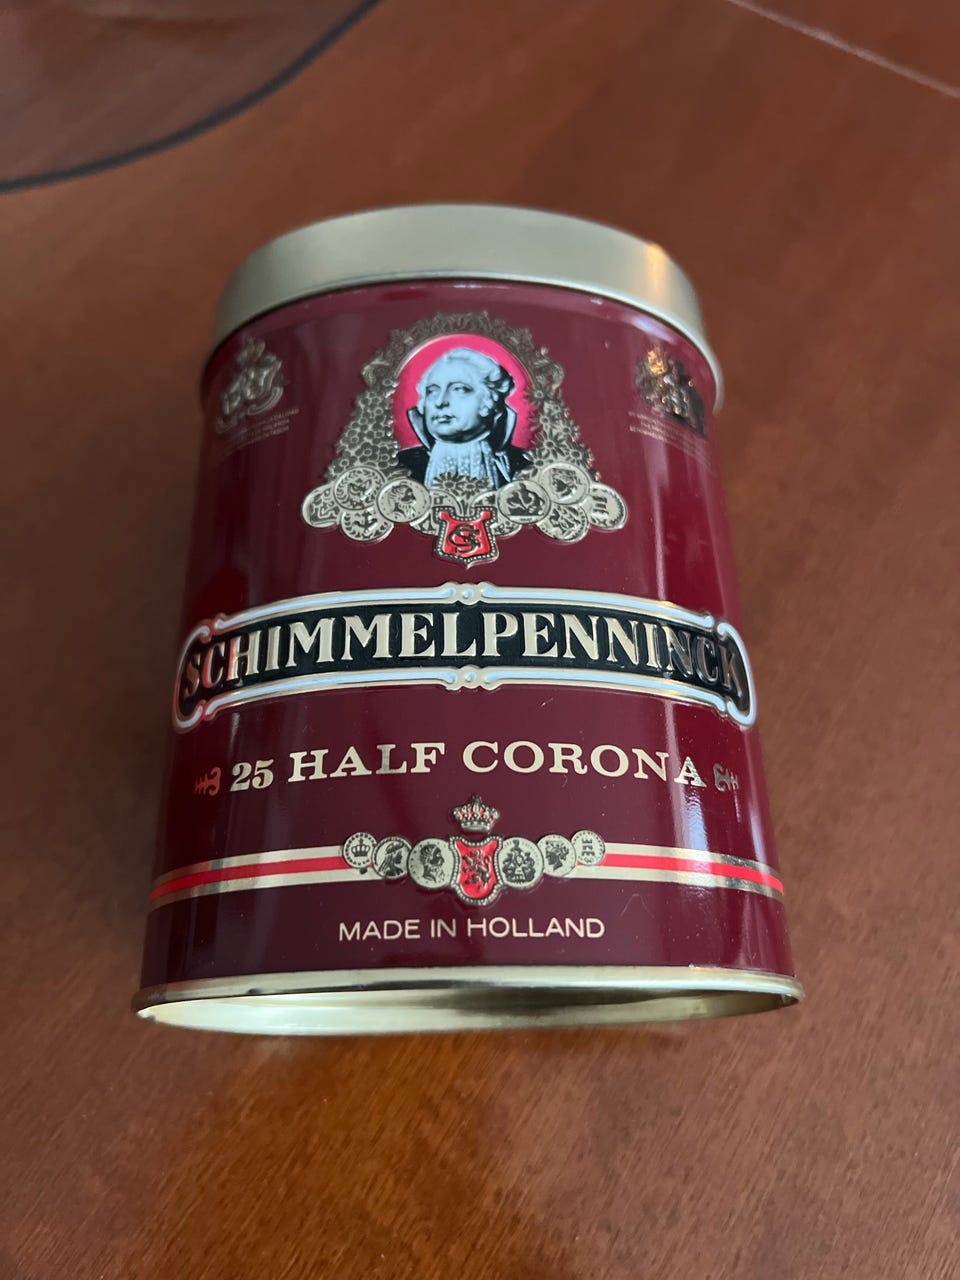 SCHIMMELPENNINCK
25 HALF CORONA
MADE IN HOLLAND